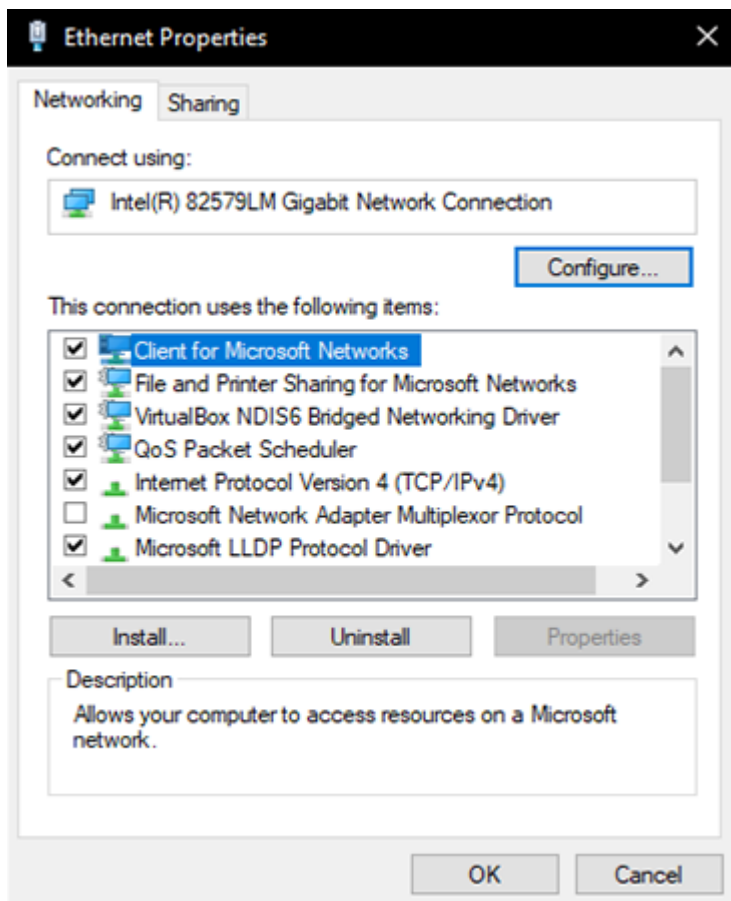 Ethernet Properties
Networking
Sharing
Connect using:
Intel(R) 82579LM Gigabit Network Connection
Configure...
This connection uses the following items:
Client for Microsoft Networks
File and Printer Sharing for Microsoft Networks
VirtualBox NDIS6 Bridged Networking Driver
QoS Packet Scheduler
Internet Protocol Version 4 (TCP/IPv4)
Microsoft Network Adapter Multiplexor Protocol
Microsoft LLDP Protocol Driver
Install...
Uninstall
Properties
Description
Allows your computer to access resources on a Microsoft
network.
OK
Cancel